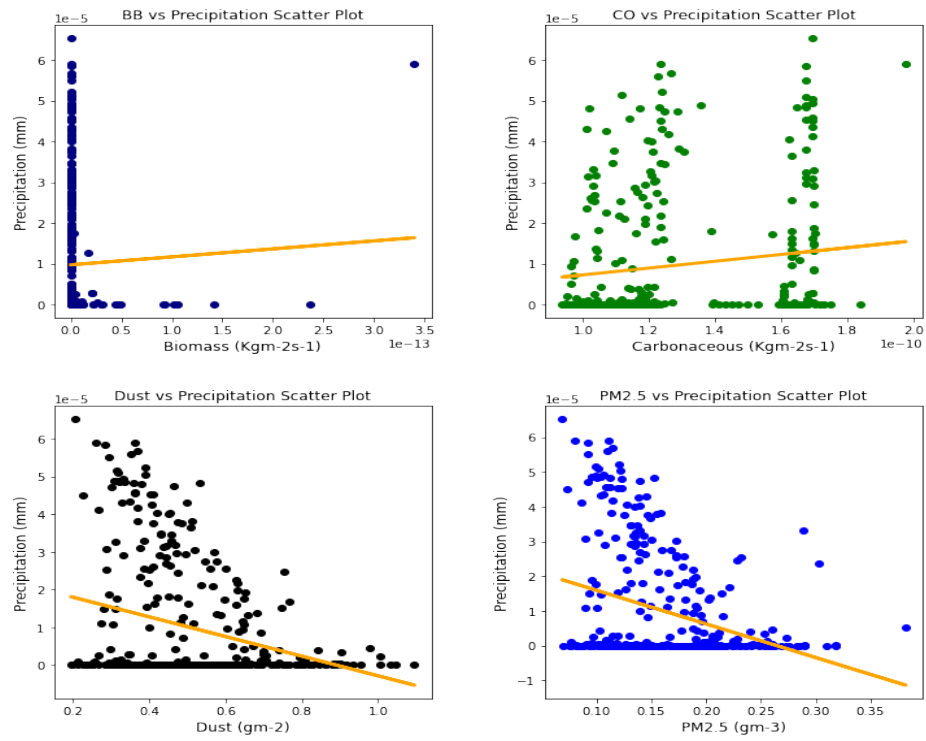 BB vs Precipitation Scatter Plot
1e−5
6
5
4
3
2
1
0
Precipitation (mm)
0.0 0.5 1.0 1.5 2.0 2.5 3.0 3.5
1e−13
Biomass (Kgm-2s-1)
CO vs Precipitation Scatter Plot
1e−5
6
5
4
3
2
1
0
Precipitation (mm)
1.0 1.2 1.4 1.6 1.8 2.0
1e−10
Carbonaceous (Kgm-2s-1)
Dust vs Precipitation Scatter Plot
1e−5
6
5
4
3
2
1
0
Precipitation (mm)
0.2 0.4 0.6 0.8 1.0
Dust (gm-2)
PM2.5 vs Precipitation Scatter Plot
1e−5
6
5
4
3
2
1
0
−1
Precipitation (mm)
0.10 0.15 0.20 0.25 0.30 0.35
PM2.5 (gm-3)